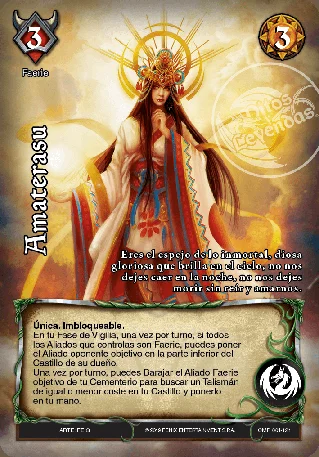 3
3
Faerie
Mitos
Leyendas
Amaterasu
Eres el espejo de lo inmortal, diosa
gloriosa que brilla en el cielo, no nos
dejes caer en la noche, no nos dejes
morir sin reír y amarnos.
Única. Imbloqueable.
En tu Fase de Vigilia, una vez por turno, si todos
los Aliados que controlas son Faerie, puedes poner
el Aliado oponente objetivo en la parte inferior del
Castillo de su dueño.
Una vez por turno, puedes Barajar el Aliado Faerie
objetivo de tu Cementerio para buscar un Talismán
de igual o menor coste en tu Castillo y ponerlo
en tu mano.